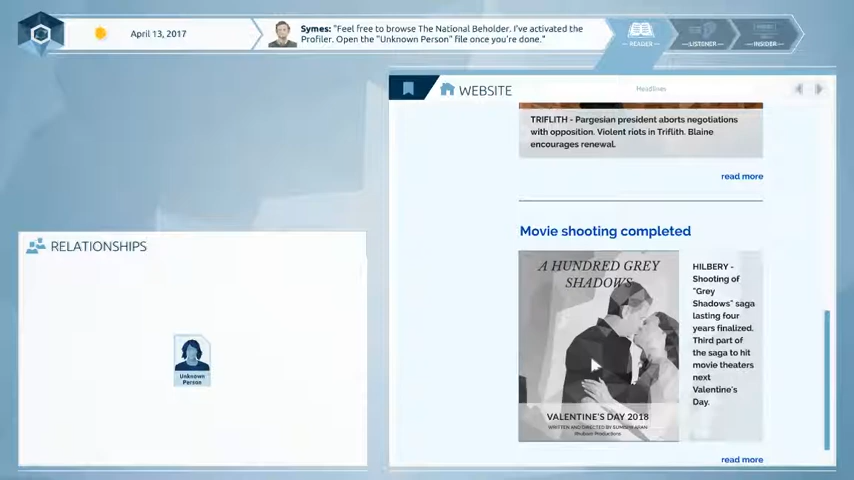 April 13, 2017
Symes: "Feel free to browse The National Beholder. I've activated the
Profiler. Open the "Unknown Person" file once you're done."
READER
LISTENER
INSIDER
WEBSITE
Headlines
TRIFLITH - Pargesian president aborts negotiations
with opposition. Violent riots in Triflith. Blaine
encourages renewal.
read more
Movie shooting completed
A HUNDRED GREY
SHADOWS
VALENTINE'S DAY 2018
HILBERY -
Shooting of
"Grey
Shadows" saga
lasting four
years finalized.
Third part of
the saga to hit
movie theaters
next
Valentine's
Day.
read more
RELATIONSHIPS
Unknown
Person